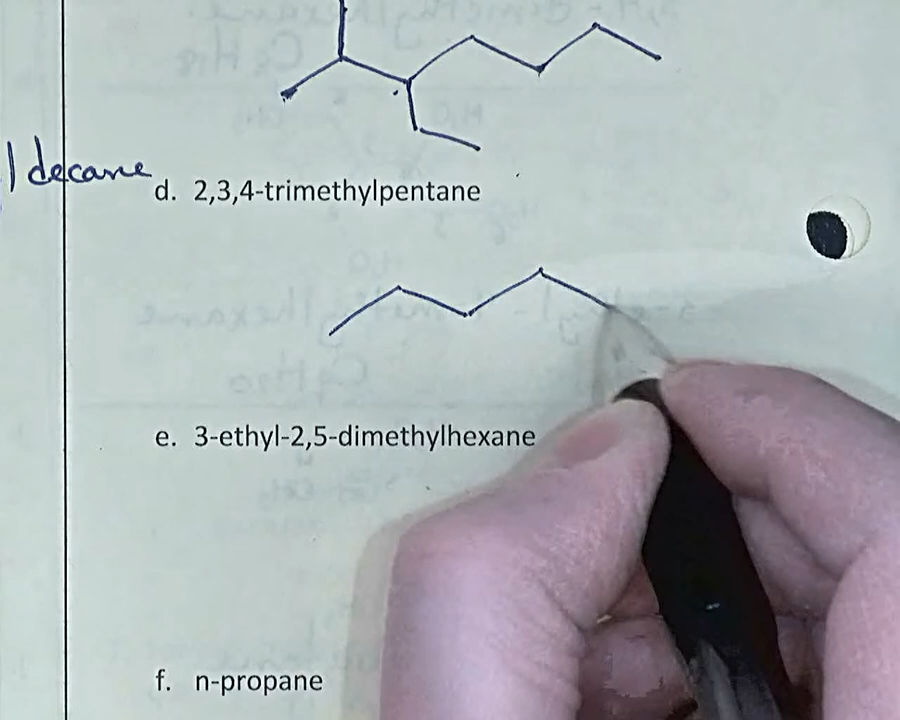 decane
d. 2,3,4-trimethylpentane
e. 3-ethyl-2,5-dimethylhexane
f. n-propane